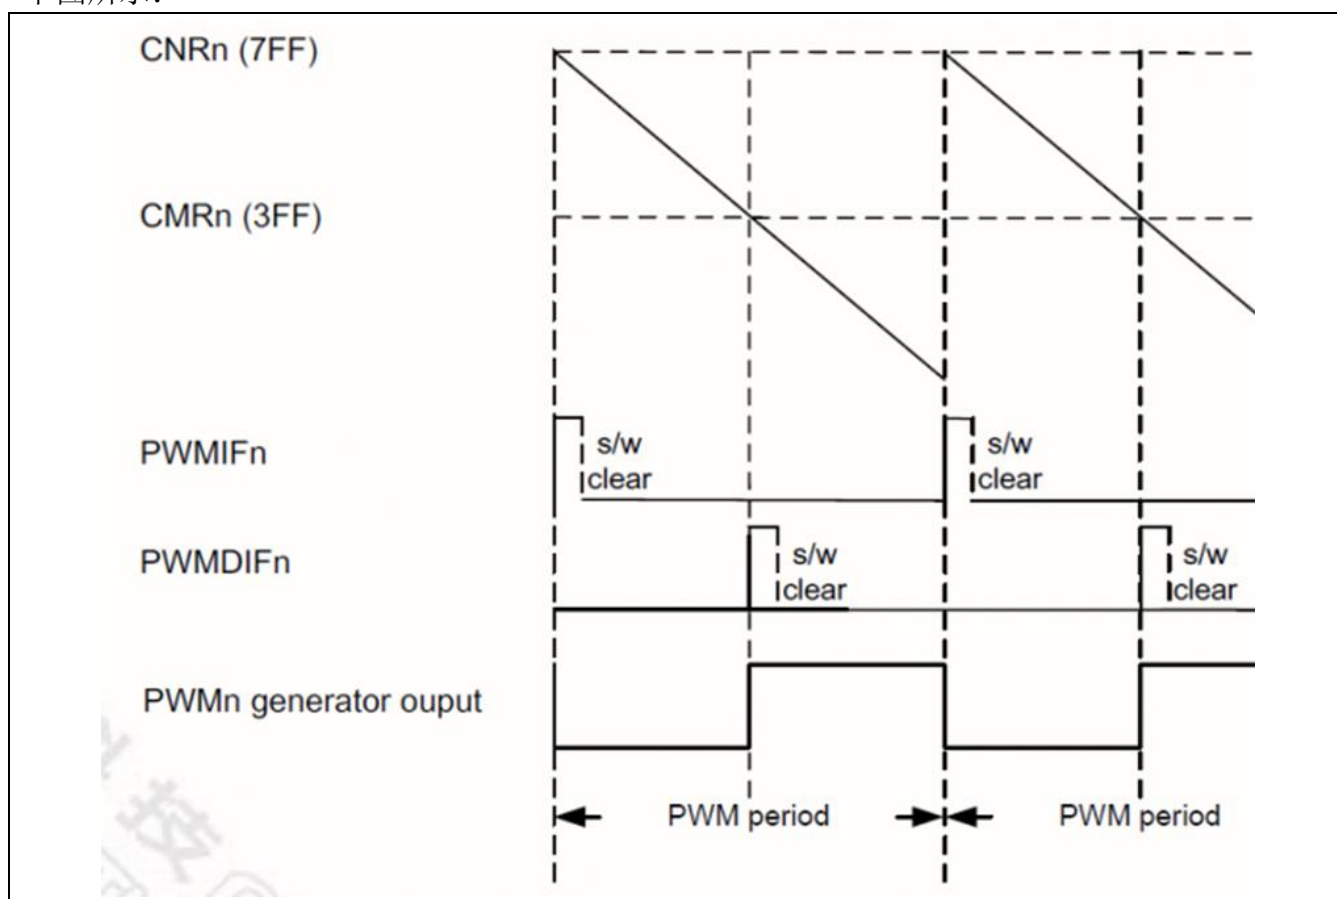 CNRn (7FF)
CMRn (3FF)
PWMIFn
s/w
clear
s/w
clear
PWMDIFn
s/w
clear
s/w
clear
PWMn generator ouput
PWM period
PWM period